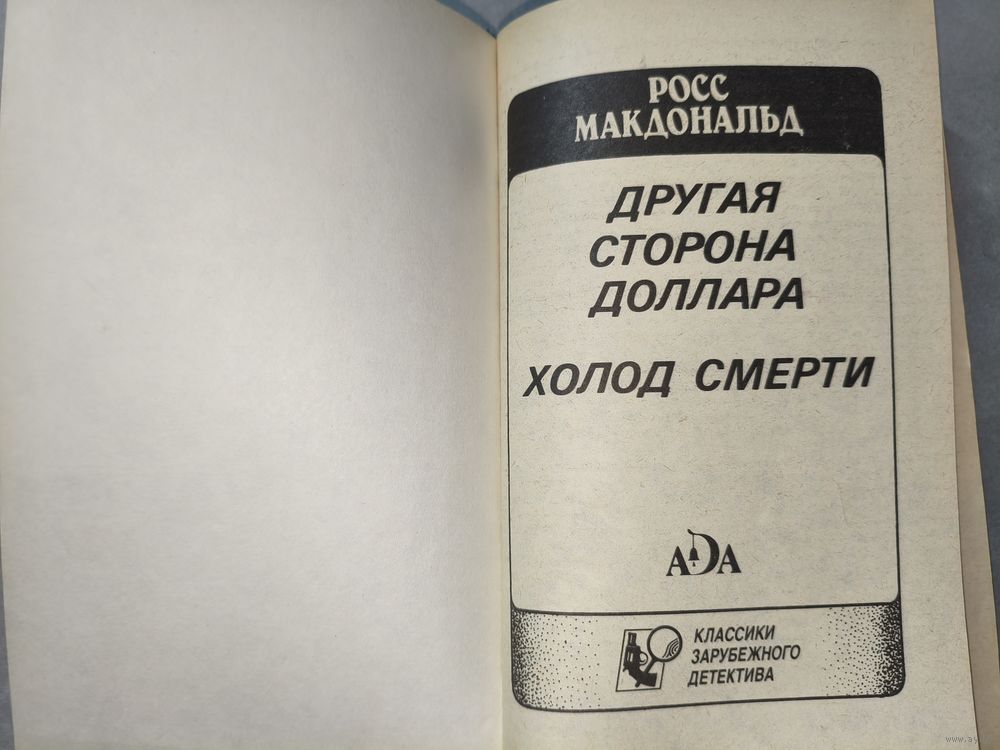 РОСС
МАКДОНАЛЬД
ДРУГАЯ
СТОРОНА
ДОЛЛАРА
ХОЛОД СМЕРТИ
АДА
КЛАССИКИ
ЗАРУБЕЖНОГО
ДЕТЕКТИВА